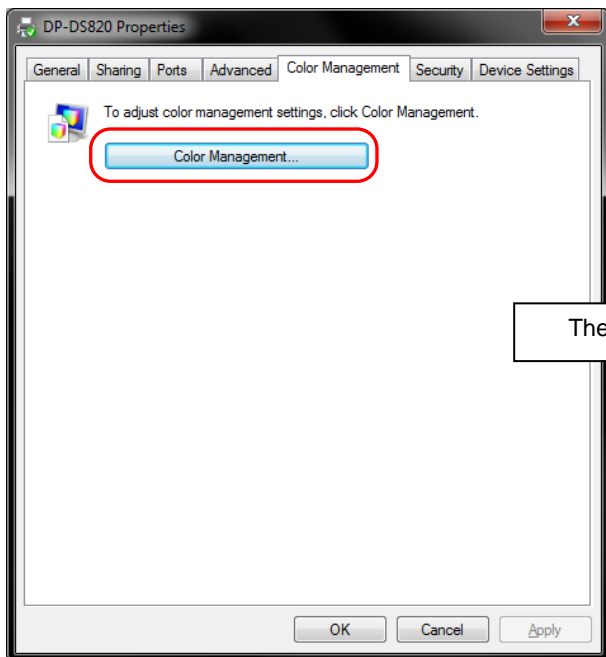 DP-DS820 Properties
General Sharing Ports Advanced Color Management Security Device Settings
To adjust color management settings, click Color Management.
Color Management...
The
OK Cancel Apply